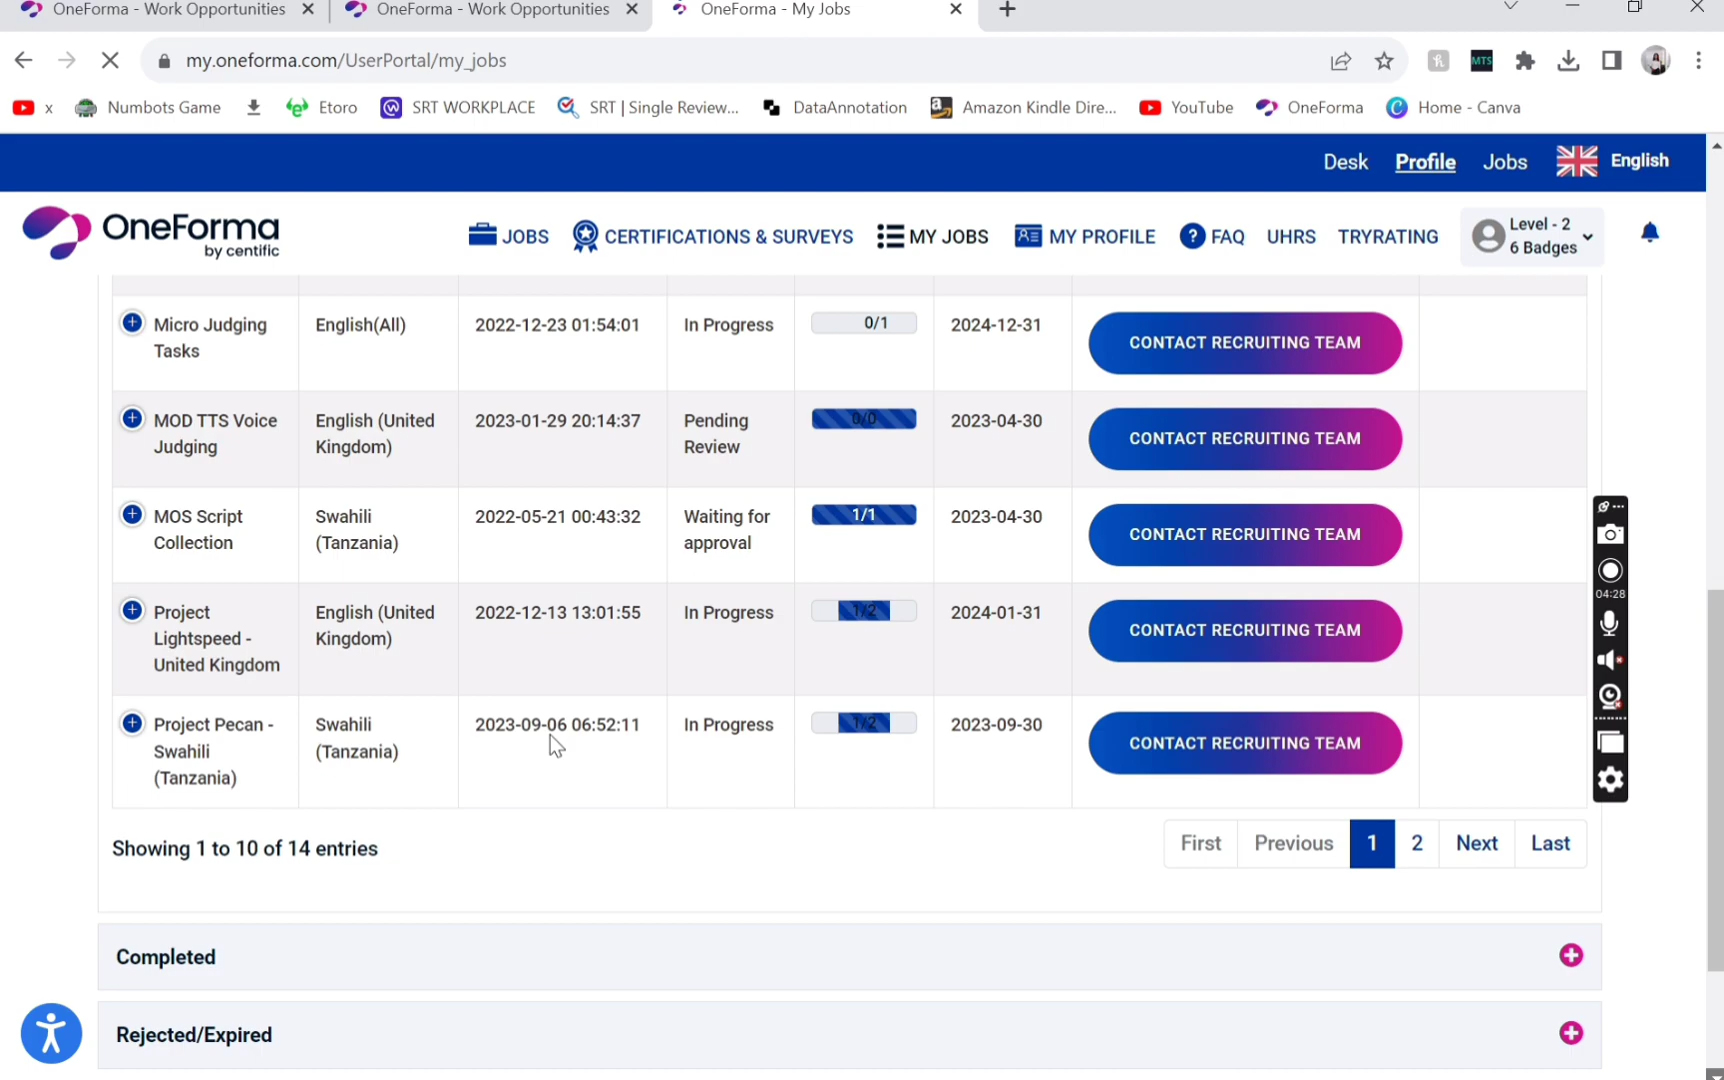 OneForma - Work Opportunities
OneForma - Work Opportunities
OneForma - My Jobs
my.oneforma.com/UserPortal/my_jobs
MTS
x
Numbots Game
Etoro
SRT WORKPLACE
SRT | Single Review...
DataAnnotation
Amazon Kindle Dire...
YouTube
OneForma
Home - Canva
Desk
Profile
Jobs
English
OneForma
by centific
JOBS
CERTIFICATIONS & SURVEYS
MY JOBS
MY PROFILE
FAQ
UHRS
TRYRATING
Level - 2
6 Badges
Micro Judging
Tasks
English(All)
2022-12-23 01:54:01
In Progress
0/1
2024-12-31
CONTACT RECRUITING TEAM
MOD TTS Voice
Judging
English (United
Kingdom)
2023-01-29 20:14:37
Pending
Review
0/0
2023-04-30
CONTACT RECRUITING TEAM
MOS Script
Collection
Swahili
(Tanzania)
2022-05-21 00:43:32
Waiting for
approval
1/1
2023-04-30
CONTACT RECRUITING TEAM
Project
Lightspeed -
United Kingdom
English (United
Kingdom)
2022-12-13 13:01:55
In Progress
1/2
2024-01-31
CONTACT RECRUITING TEAM
Project Pecan -
Swahili
(Tanzania)
Swahili
(Tanzania)
2023-09-06 06:52:11
In Progress
1/2
2023-09-30
CONTACT RECRUITING TEAM
04:28
Showing 1 to 10 of 14 entries
First
Previous
1
2
Next
Last
Completed
Rejected/Expired